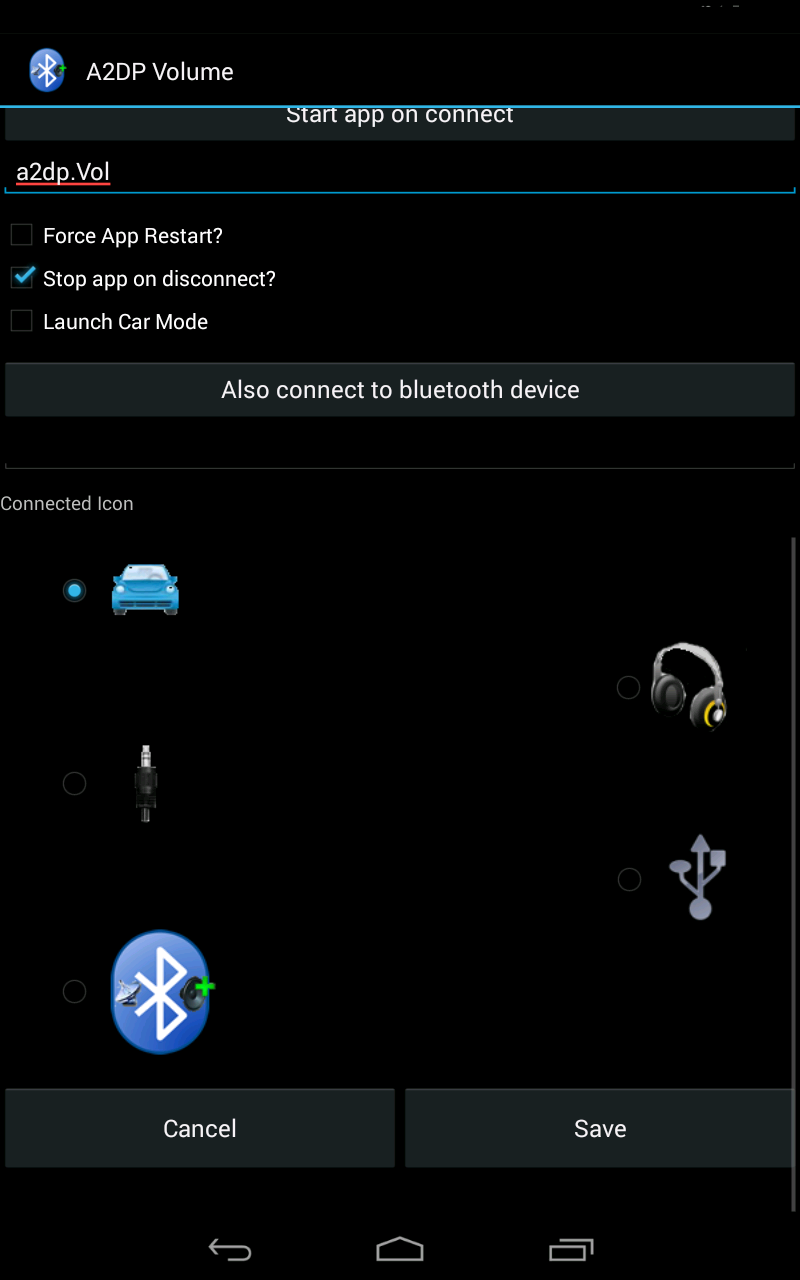 A2DP Volume
Start app on connect
a2dp.Vol
Force App Restart?
Stop app on disconnect?
Launch Car Mode
Also connect to bluetooth device
Connected Icon
Cancel
Save